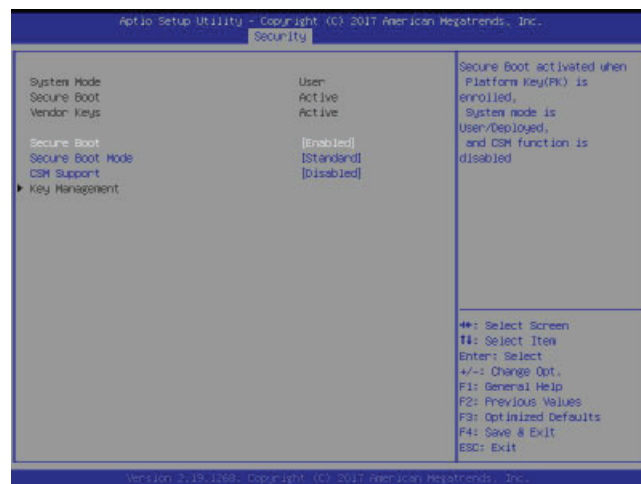 Aptio Setup Utility - Copyright (C) 2017 American Megatrends, Inc.
Security
System Mode User
Secure Boot Active
Vendor Keys Active
Secure Boot [Enabled]
Secure Boot Mode [Standard]
CSM Support [Disabled]
Key Management
Secure Boot activated when
Platform Key(PK) is
enrolled,
System mode is
User/Deployed,
and CSM function is
disabled
↔: Select Screen
↑↓: Select Item
Enter: Select
+/-: Change Opt.
F1: General Help
F2: Previous Values
F3: Optimized Defaults
F4: Save & Exit
ESC: Exit
Version 2.19.1268. Copyright (C) 2017 American Megatrends, Inc.